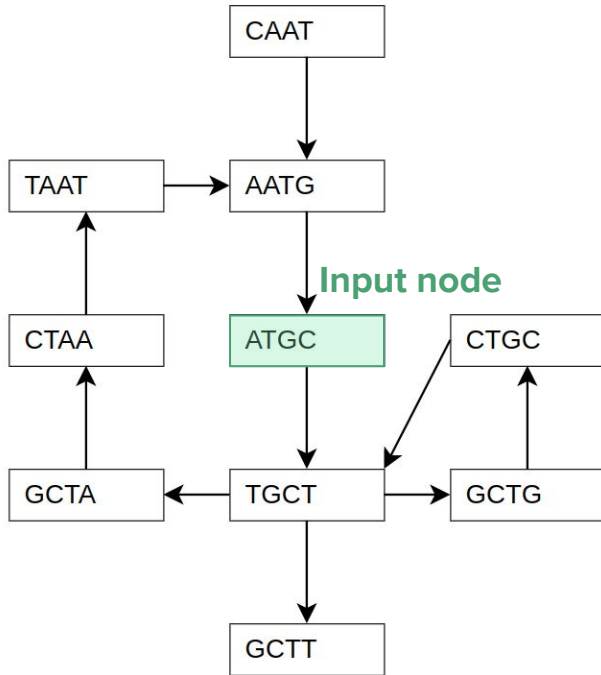 CAAT
TAAT
AATG
Input node
CTAA
ATGC
CTGC
GCTA
TGCT
GCTG
GCTT